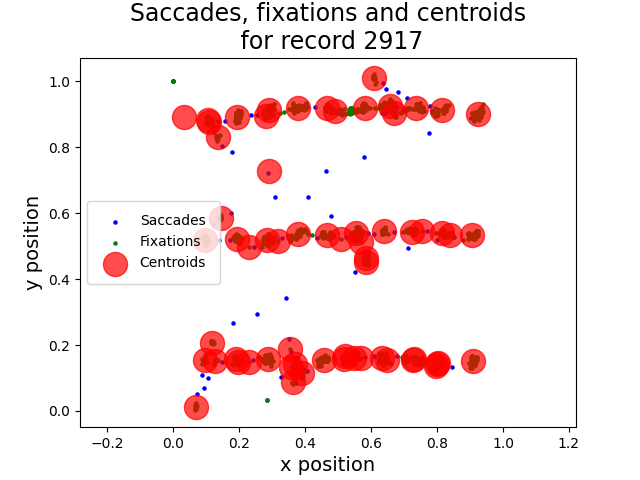 Saccades, fixations and centroids
for record 2917
1.0
0.8
0.6
0.4
0.2
0.0
y position
Saccades
Fixations
Centroids
−0.2 0.0 0.2 0.4 0.6 0.8 1.0 1.2
x position